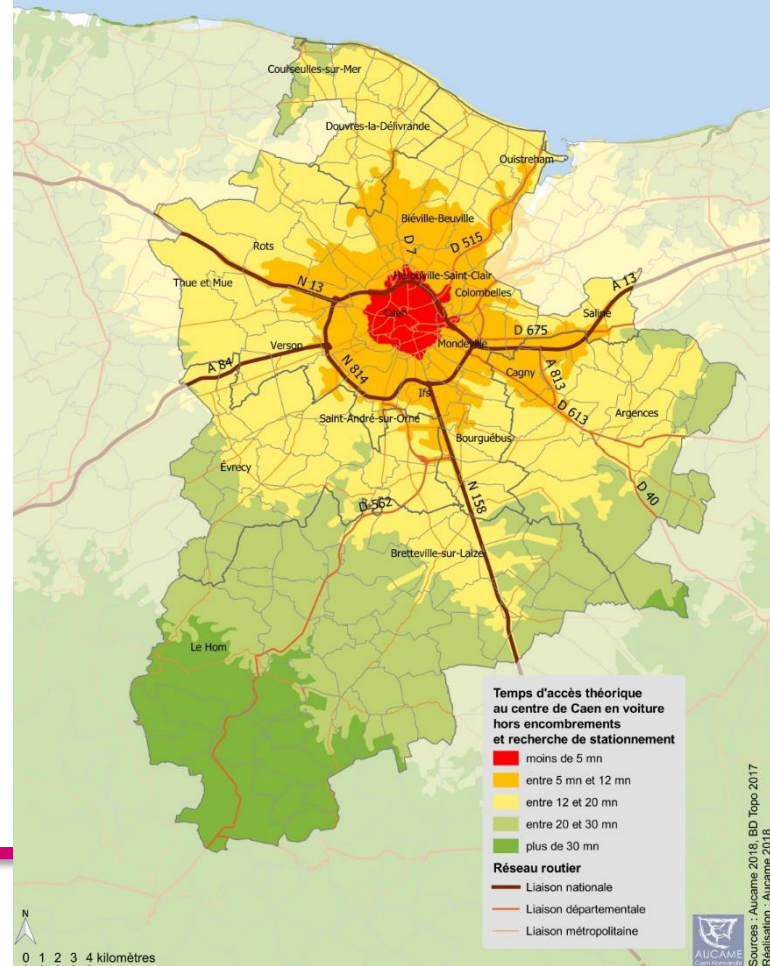 Courseulles-sur-Mer
Douvres-la-Délivrande
Ouistreham
Biéville-Beuville
D 7
D 515
Rots
Hérouville-Saint-Clair
Thue et Mue
N 13
Colombelles
A 13
Caen
Saline
D 675
Verson
Mondeville
A 84
N 814
Cagny
A 813
Ifs
D 613
Argences
Saint-André-sur-Orne
Bourguébus
Évrecy
D 562
N 158
D 40
Bretteville-sur-Laize
Le Hom
Temps d'accès théorique
au centre de Caen en voiture
hors encombrements
et recherche de stationnement
moins de 5 mn
entre 5 mn et 12 mn
entre 12 et 20 mn
entre 20 et 30 mn
plus de 30 mn
Réseau routier
Liaison nationale
Liaison départementale
Liaison métropolitaine
N
0 1 2 3 4 kilomètres
AUCAME
Caen Normandie
Sources : Aucame 2018, BD Topo 2017
Réalisation : Aucame 2018